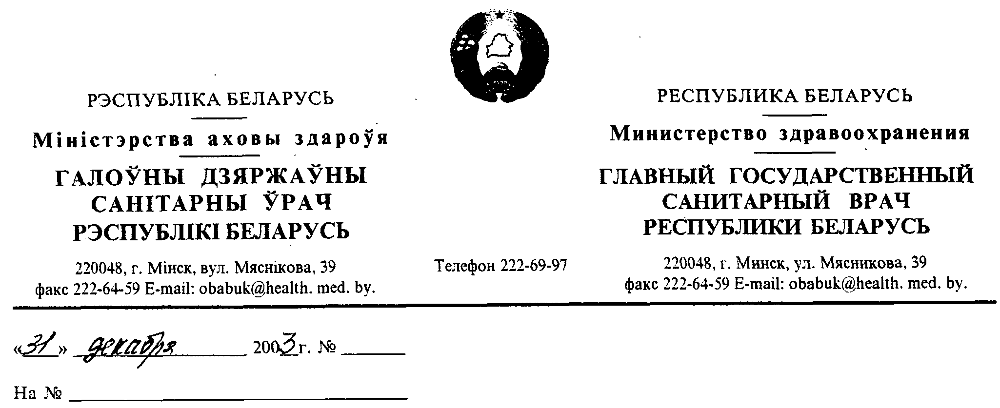 РЭСПУБЛІКА БЕЛАРУСЬ
Міністэрства аховы здароўя
ГАЛОЎНЫ ДЗЯРЖАЎНЫ
САНІТАРНЫ ЎРАЧ
РЭСПУБЛІКІ БЕЛАРУСЬ
220048, г. Мінск, вул. Мяснікова, 39
факс 222-64-59 E-mail: obabuk@health. med. by.
Телефон 222-69-97
РЕСПУБЛИКА БЕЛАРУСЬ
Министерство здравоохранения
ГЛАВНЫЙ ГОСУДАРСТВЕННЫЙ
САНИТАРНЫЙ ВРАЧ
РЕСПУБЛИКИ БЕЛАРУСЬ
220048, г. Минск, ул. Мясникова, 39
факс 222-64-59 E-mail: obabuk@health. med. by.
«31» декабря 2003 г. №
На №